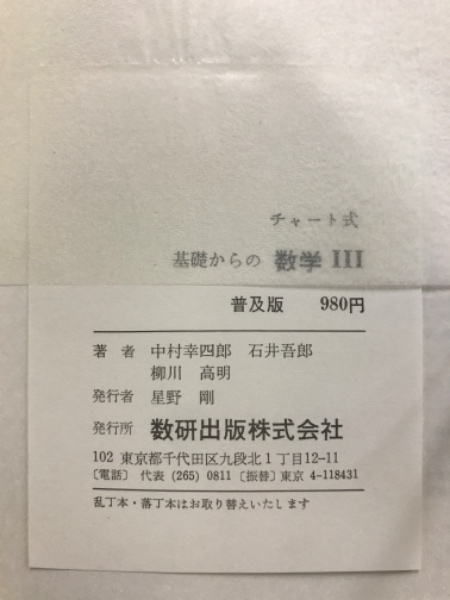 チャート式
基礎からの 数学 III
普及版 980円
著者 中村幸四郎 石井吾郎
柳川 高明
発行者 星野 剛
発行所 数研出版株式会社
102 東京都千代田区九段北1丁目12-11
〔電話〕 代表 (265) 0811 〔振替〕 東京 4-118431
乱丁本・落丁本はお取り替えいたします